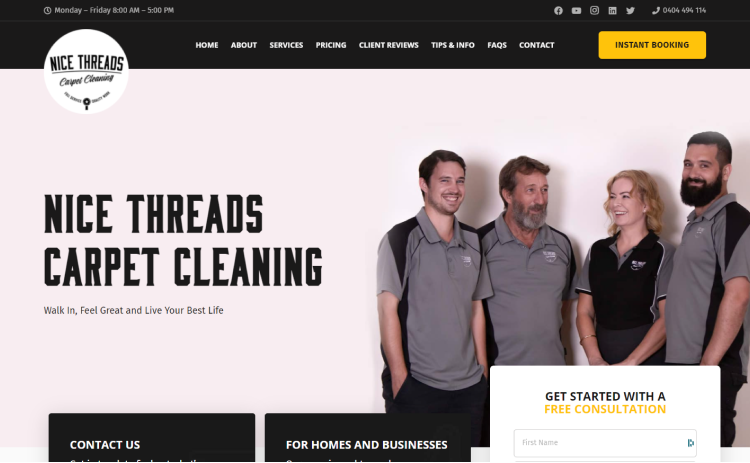 Monday – Friday 8:00 AM – 5:00 PM
0404 494 114
NICE THREADS
Carpet Cleaning
HOME
ABOUT
SERVICES
PRICING
CLIENT REVIEWS
TIPS & INFO
FAQS
CONTACT
INSTANT BOOKING
NICE THREADS
CARPET CLEANING
Walk In, Feel Great and Live Your Best Life
CONTACT US
FOR HOMES AND BUSINESSES
GET STARTED WITH A
FREE CONSULTATION
First Name